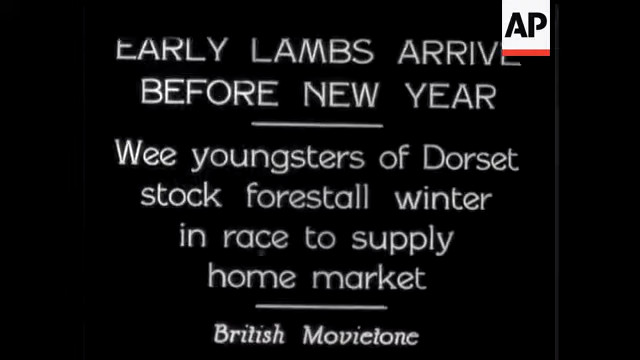 AP
EARLY LAMBS ARRIVE
BEFORE NEW YEAR
Wee youngsters of Dorset
stock forestall winter
in race to supply
home market
British Movietone